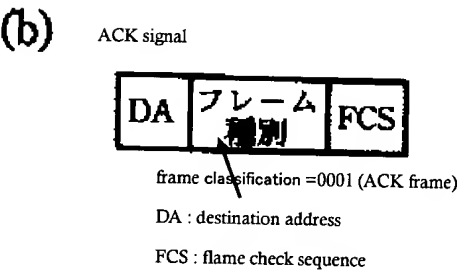 (b)
ACK signal
DA フレーム種別 FCS
frame classification =0001 (ACK frame)
DA : destination address
FCS : flame check sequence